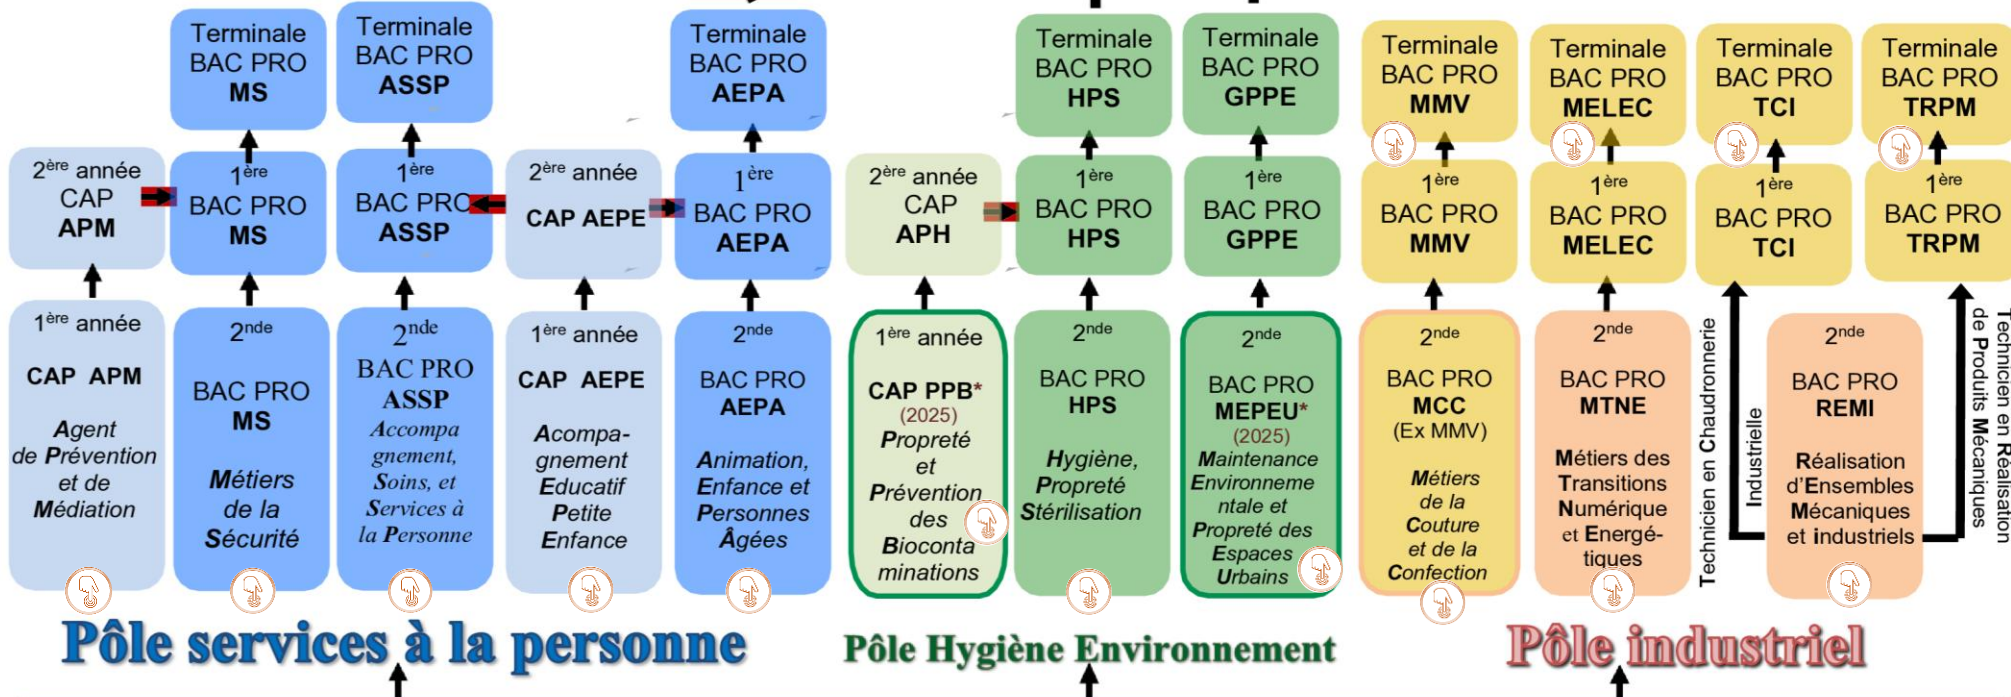 Terminale
BAC PRO
MS
Terminale
BAC PRO
ASSP
Terminale
BAC PRO
AEPA
Terminale
BAC PRO
HPS
Terminale
BAC PRO
GPPE
Terminale
BAC PRO
MMV
Terminale
BAC PRO
MELEC
Terminale
BAC PRO
TCI
Terminale
BAC PRO
TRPM
2ère année
CAP
APM
1ère
BAC PRO
MS
1ère
BAC PRO
ASSP
2ère année
CAP AEPE
1ère
BAC PRO
AEPA
2ère année
CAP
APH
1ère
BAC PRO
HPS
1ère
BAC PRO
GPPE
1ère
BAC PRO
MMV
1ère
BAC PRO
MELEC
1ère
BAC PRO
TCI
1ère
BAC PRO
TRPM
1ère année
CAP APM
Agent
de Prévention
et de
Médiation
2nde
BAC PRO
MS
Métiers
de la
Sécurité
2nde
BAC PRO
ASSP
Accompa
gnement,
Soins, et
Services à
la Personne
1ère année
CAP AEPE
Acompa-
gnement
Educatif
Petite
Enfance
2nde
BAC PRO
AEPA
Animation,
Enfance et
Personnes
Âgées
1ère année
CAP PPB*
(2025)
Propreté
et
Prévention
des
Bioconta
minations
2nde
BAC PRO
HPS
Hygiène,
Propreté
Stérilisation
2nde
BAC PRO
MEPEU*
(2025)
Maintenance
Environneme
ntale et
Propreté des
Espaces
Urbains
2nde
BAC PRO
MCC
(Ex MMV)
Métiers
de la
Couture
et de la
Confection
2nde
BAC PRO
MTNE
Métiers des
Transitions
Numérique
et Energé-
tiques
Technicien en Chaudronnerie
Industrielle
2nde
BAC PRO
REMI
Réalisation
d'Ensembles
Mécaniques
et industriels
Technicien en Réalisation
de Produits Mécaniques
Pôle services à la personne
Pôle Hygiène Environnement
Pôle industriel